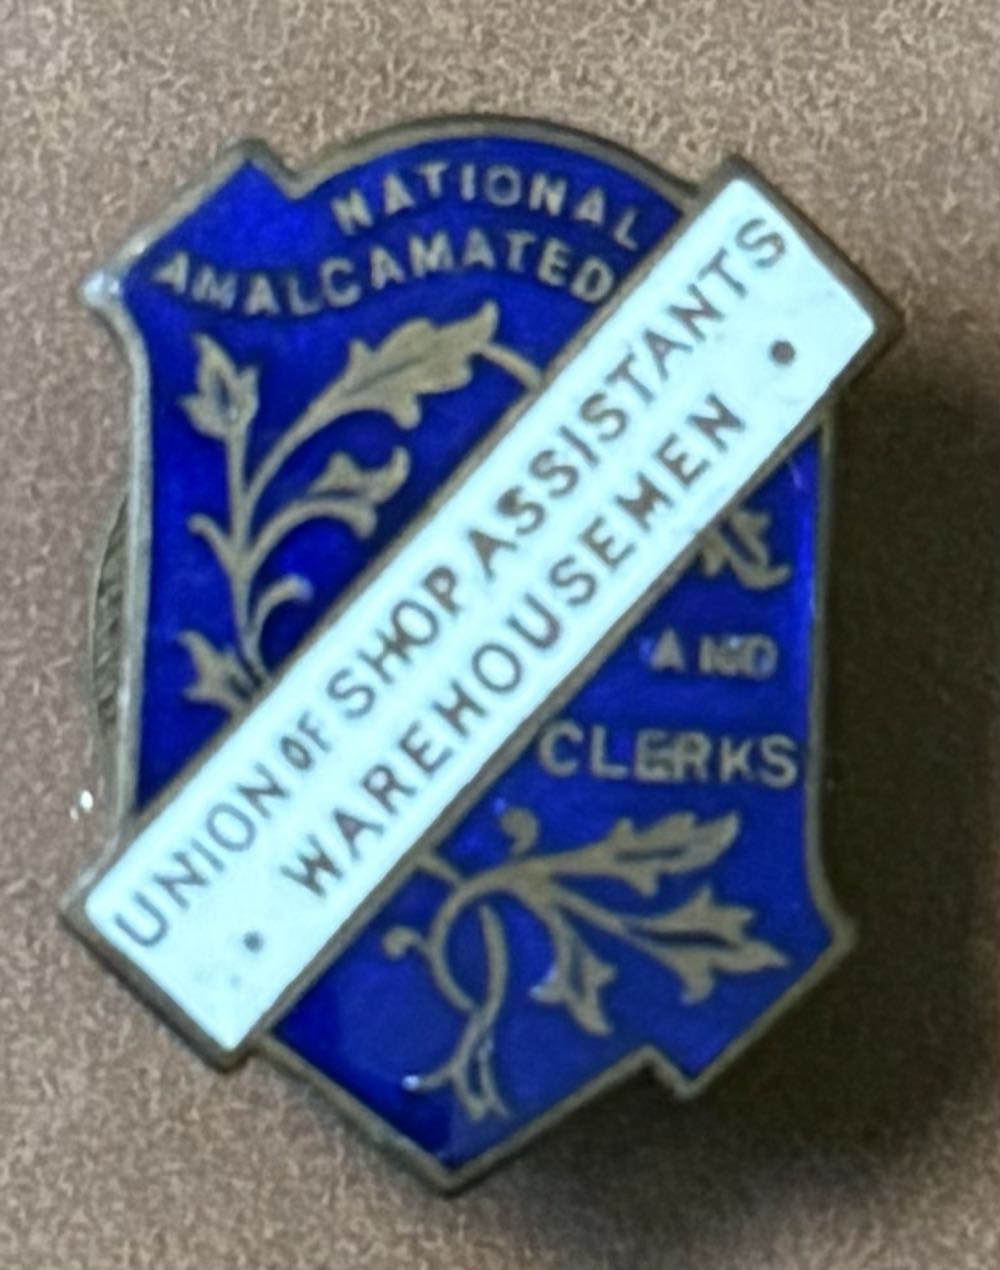 NATIONAL
AMALGAMATED
UNION OF SHOP ASSISTANTS
• WAREHOUSEMEN •
AND
CLERKS